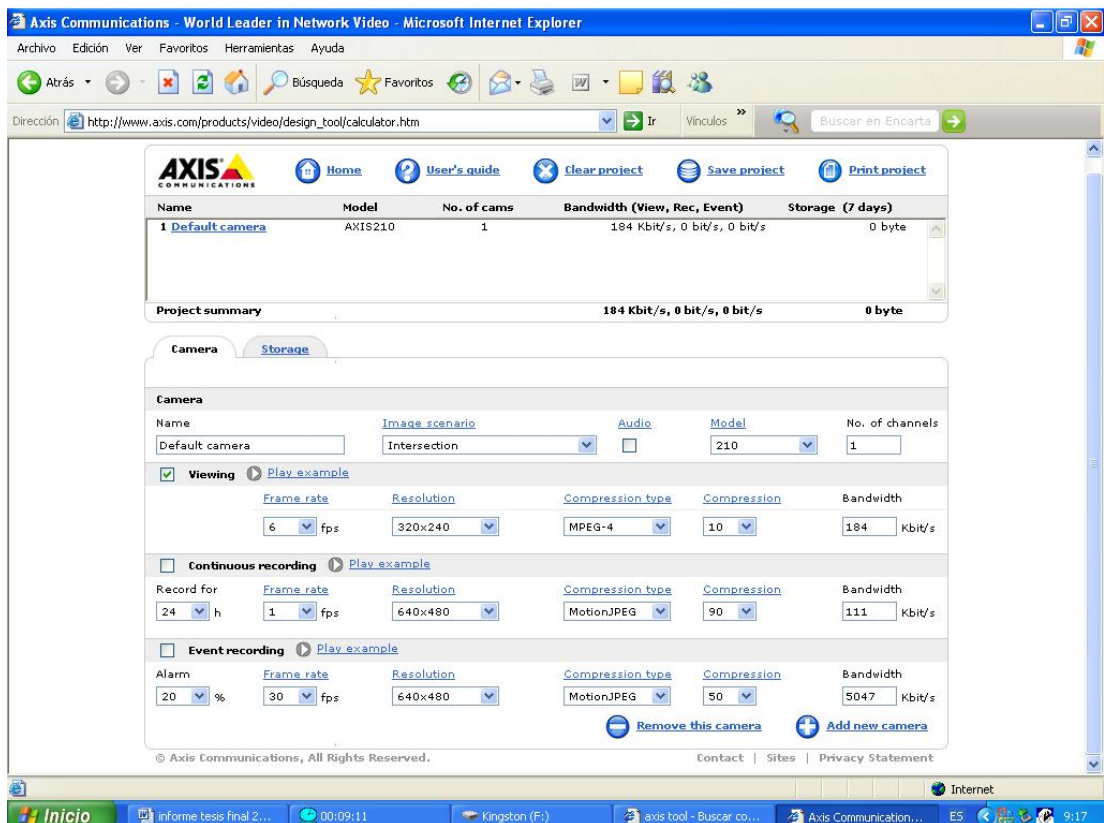 Axis Communications - World Leader in Network Video - Microsoft Internet Explorer
Archivo Edición Ver Favoritos Herramientas Ayuda
Atrás Búsqueda Favoritos
Dirección http://www.axis.com/products/video/design_tool/calculator.htm Ir Vínculos » Buscar en Encarta
AXIS COMMUNICATIONS Home User's guide Clear project Save project Print project
Name Model No. of cams Bandwidth (View, Rec, Event) Storage (7 days)
1 Default camera AXIS210 1 184 Kbit/s, 0 bit/s, 0 bit/s 0 byte
Project summary 184 Kbit/s, 0 bit/s, 0 bit/s 0 byte
Camera Storage
Camera
Name Image scenario Audio Model No. of channels
Default camera Intersection 210 1
Viewing Play example
Frame rate Resolution Compression type Compression Bandwidth
6 fps 320x240 MPEG-4 10 184 Kbit/s
Continuous recording Play example
Record for Frame rate Resolution Compression type Compression Bandwidth
24 h 1 fps 640x480 MotionJPEG 90 111 Kbit/s
Event recording Play example
Alarm Frame rate Resolution Compression type Compression Bandwidth
20 % 30 fps 640x480 MotionJPEG 50 5047 Kbit/s
Remove this camera Add new camera
© Axis Communications, All Rights Reserved. Contact | Sites | Privacy Statement
Internet
Inicio informe tesis final 2... 00:09:11 Kingston (F:) axis tool - Buscar co... Axis Communication... ES 9:17